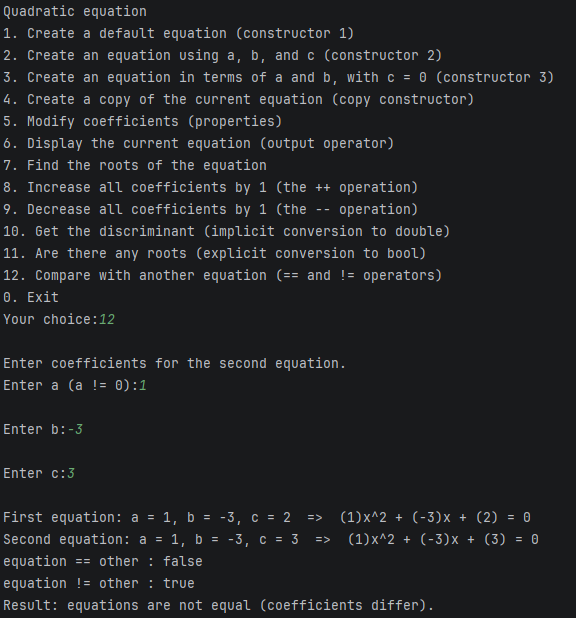 Quadratic equation
1. Create a default equation (constructor 1)
2. Create an equation using a, b, and c (constructor 2)
3. Create an equation in terms of a and b, with c = 0 (constructor 3)
4. Create a copy of the current equation (copy constructor)
5. Modify coefficients (properties)
6. Display the current equation (output operator)
7. Find the roots of the equation
8. Increase all coefficients by 1 (the ++ operation)
9. Decrease all coefficients by 1 (the -- operation)
10. Get the discriminant (implicit conversion to double)
11. Are there any roots (explicit conversion to bool)
12. Compare with another equation (== and != operators)
0. Exit
Your choice:12
Enter coefficients for the second equation.
Enter a (a != 0):1
Enter b:-3
Enter c:3
First equation: a = 1, b = -3, c = 2  =>  (1)x^2 + (-3)x + (2) = 0
Second equation: a = 1, b = -3, c = 3  =>  (1)x^2 + (-3)x + (3) = 0
equation == other : false
equation != other : true
Result: equations are not equal (coefficients differ).